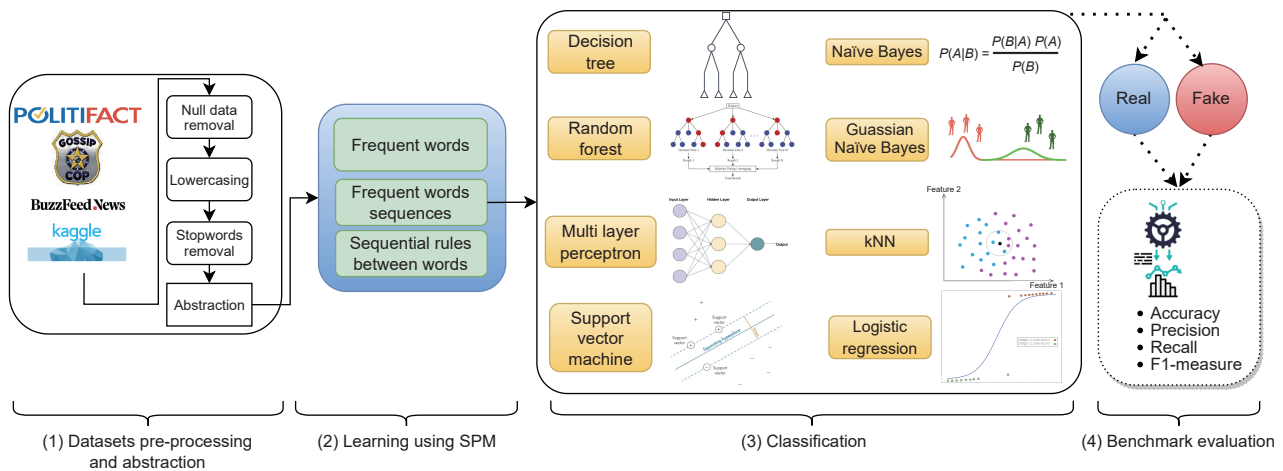 POLITIFACT
GOSSIP
COP
BuzzFeed.News
kaggle
Null data
removal
Lowercasing
Stopwords
removal
Abstraction
(1) Datasets pre-processing
and abstraction
Frequent words
Frequent words
sequences
Sequential rules
between words
(2) Learning using SPM
Decision
tree
Random
forest
Multi layer
perceptron
Input Layer
Hidden Layer
Output Layer
Output
Support
vector
machine
Support
vector
Support
vector
Support
vector
Separating hyperplane
Naïve Bayes
P(A|B) = P(B|A) P(A)
P(B)
Guassian
Naïve Bayes
kNN
Feature 2
Feature 1
Logistic
regression
(3) Classification
Real
Fake
• Accuracy
• Precision
• Recall
• F1-measure
(4) Benchmark evaluation